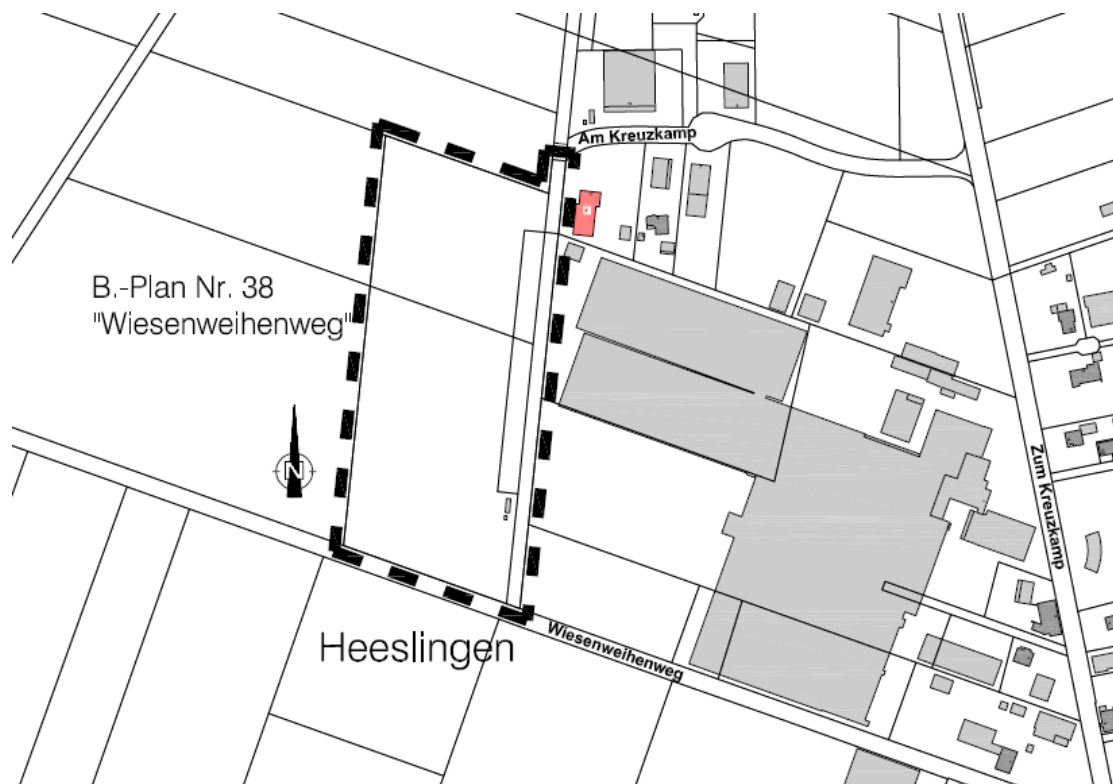 Am Kreuzkamp
B.-Plan Nr. 38
"Wiesenweihenweg"
N
Zum Kreuzkamp
Heeslingen
Wiesenweihenweg